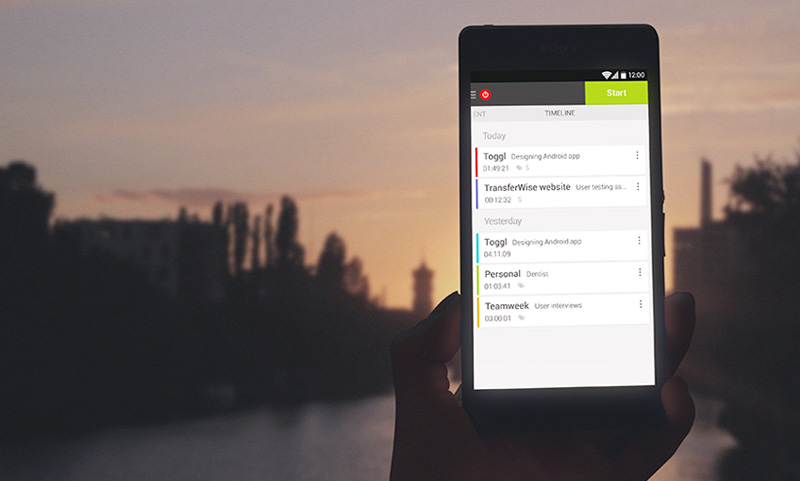 SONY
12:00
Start
ENT TIMELINE
Today
Toggl Designing Android app
01:49:21 S
TransferWise website User testing as...
00:12:32 S
Yesterday
Toggl Designing Android app
04:11:09
Personal Dentist
01:03:41
Teamweek User interviews
03:00:01